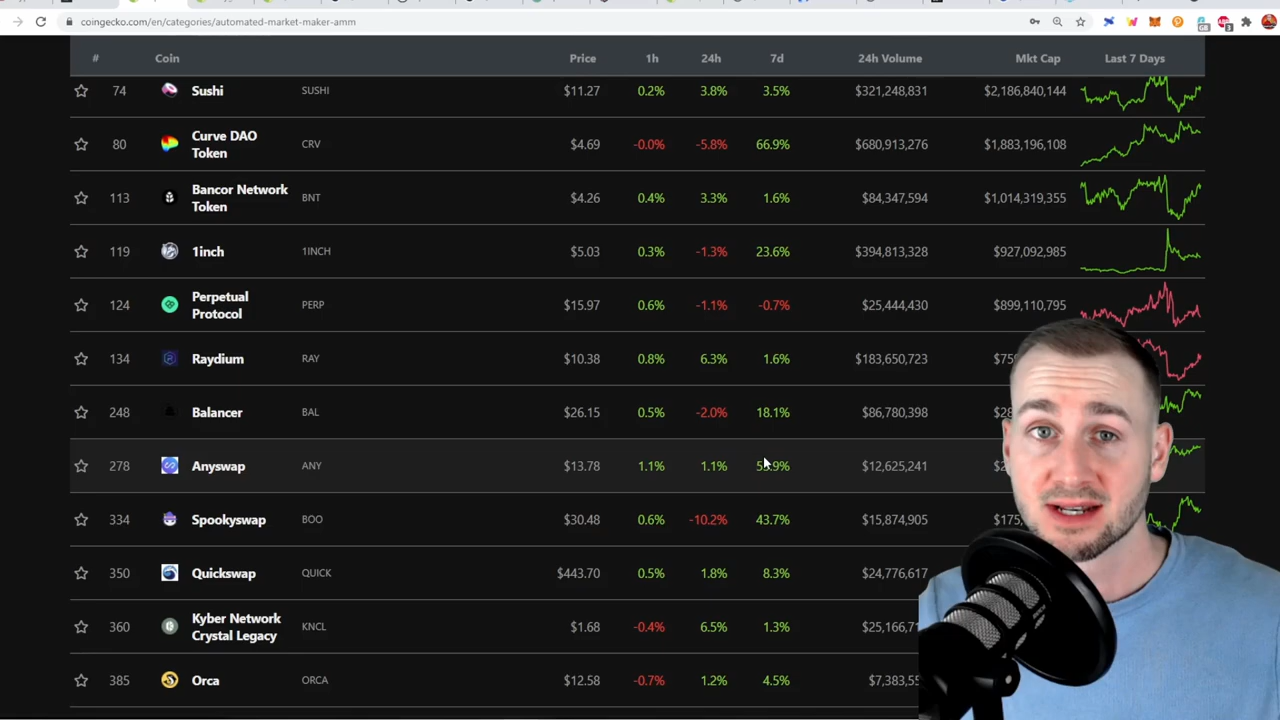 coingecko.com/en/categories/automated-market-maker-amm
# Coin Price 1h 24h 7d 24h Volume Mkt Cap Last 7 Days
74 Sushi SUSHI $11.27 0.2% 3.8% 3.5% $321,248,831 $2,186,840,144
80 Curve DAO Token CRV $4.69 -0.0% -5.8% 66.9% $680,913,276 $1,883,196,108
113 Bancor Network Token BNT $4.26 0.4% 3.3% 1.6% $84,347,594 $1,014,319,355
119 1inch 1INCH $5.03 0.3% -1.3% 23.6% $394,813,328 $927,092,985
124 Perpetual Protocol PERP $15.97 0.6% -1.1% -0.7% $25,444,430 $899,110,795
134 Raydium RAY $10.38 0.8% 6.3% 1.6% $183,650,723
248 Balancer BAL $26.15 0.5% -2.0% 18.1% $86,780,398
278 Anyswap ANY $13.78 1.1% 1.1% $12,625,241
334 Spookyswap BOO $30.48 0.6% -10.2% 43.7% $15,874,905 $175,
350 Quickswap QUICK $443.70 0.5% 1.8% 8.3% $24,776,617
360 Kyber Network Crystal Legacy KNCL $1.68 -0.4% 6.5% 1.3%
385 Orca ORCA $12.58 -0.7% 1.2% 4.5%